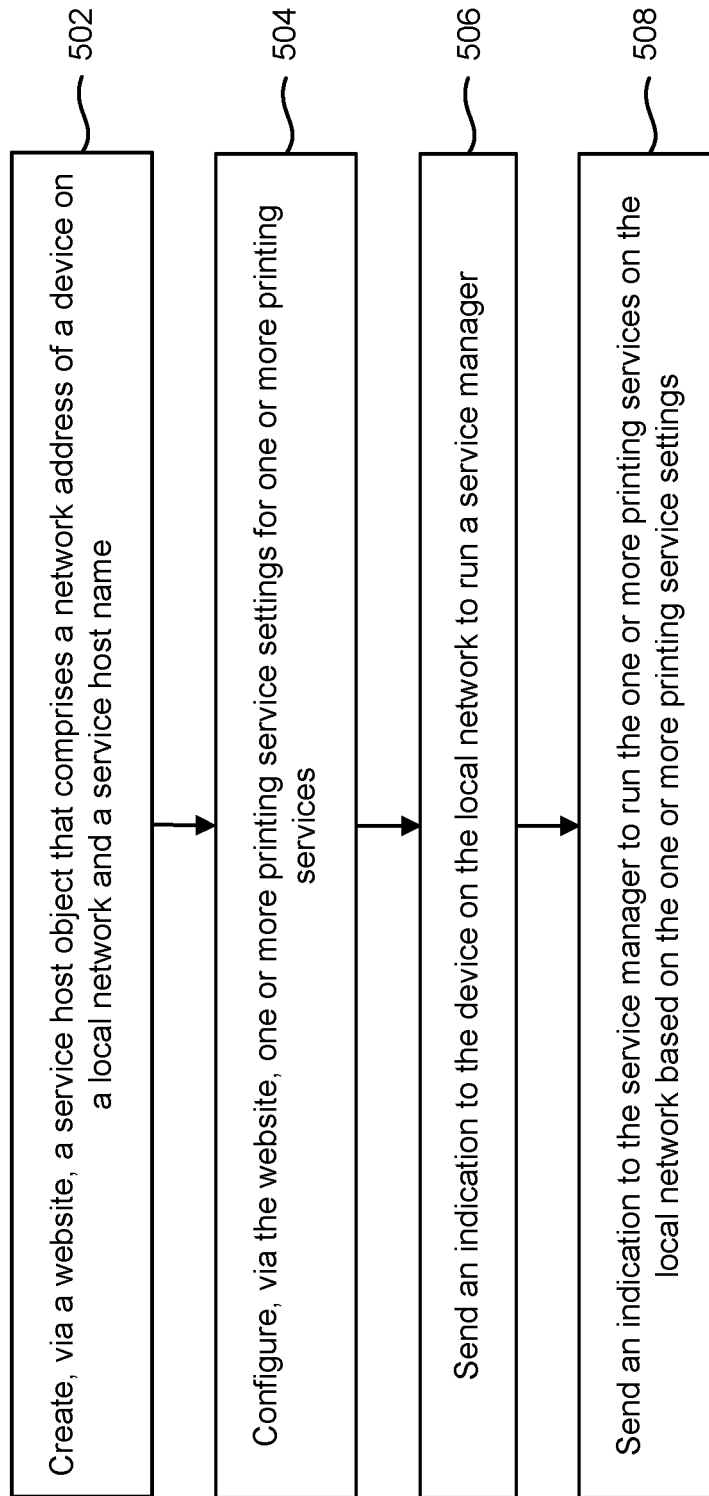 Create, via a website, a service host object that comprises a network address of a device on
a local network and a service host name
502
Configure, via the website, one or more printing service settings for one or more printing
services
504
Send an indication to the device on the local network to run a service manager
506
Send an indication to the service manager to run the one or more printing services on the
local network based on the one or more printing service settings
508